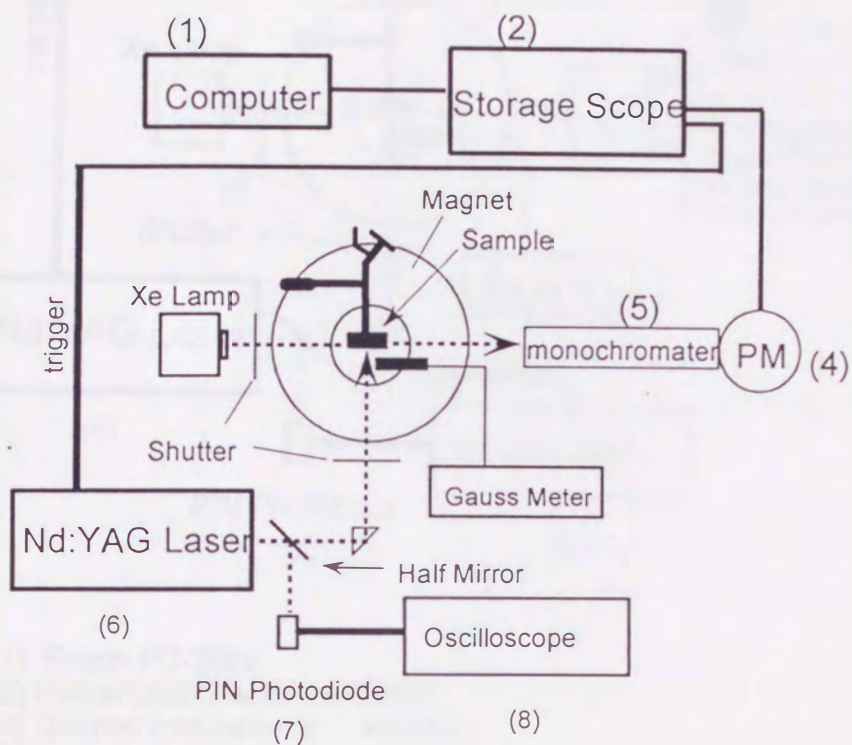 (1)
(2)
Computer
Storage Scope
Magnet
Sample
Xe Lamp
(5)
trigger
monochromater
PM
(4)
Shutter
Gauss Meter
Nd:YAG Laser
Half Mirror
(6)
Oscilloscope
PIN Photodiode
(7)
(8)